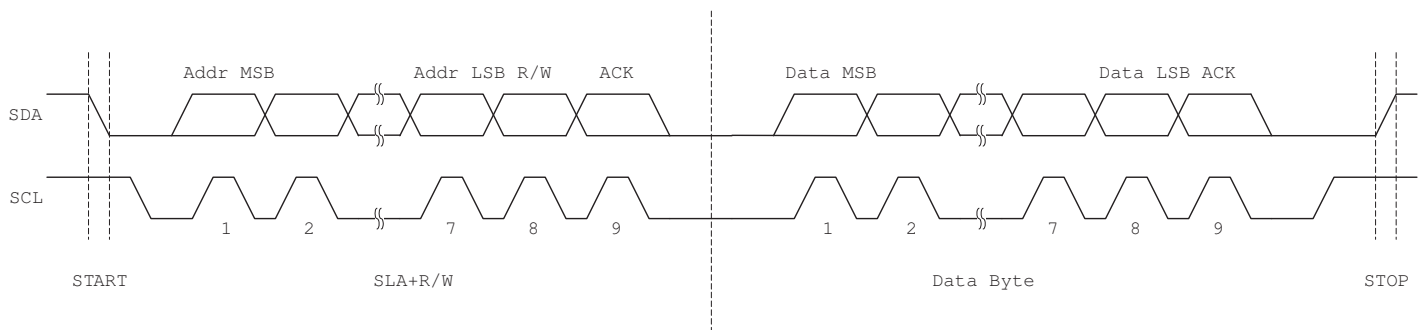 Addr MSB Addr LSB R/W ACK Data MSB Data LSB ACK
SDA
SCL
1 2 7 8 9 1 2 7 8 9
START SLA+R/W Data Byte STOP